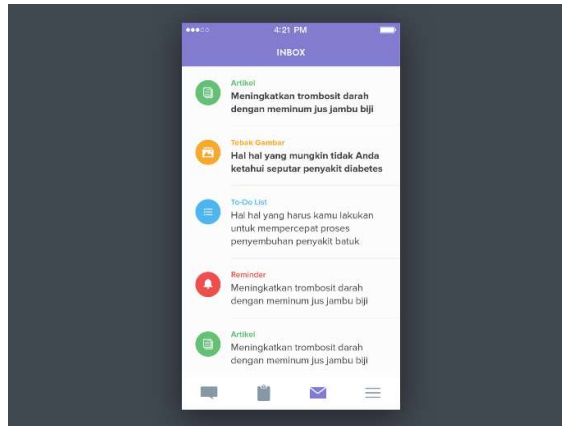 4:21 PM
INBOX
Artikel
Meningkatkan trombosit darah
dengan meminum jus jambu biji
Tebak Gambar
Hal hal yang mungkin tidak Anda
ketahui seputar penyakit diabetes
To-Do List
Hal hal yang harus kamu lakukan
untuk mempercepat proses
penyembuhan penyakit batuk
Reminder
Meningkatkan trombosit darah
dengan meminum jus jambu biji
Artikel
Meningkatkan trombosit darah
dengan meminum jus jambu biji